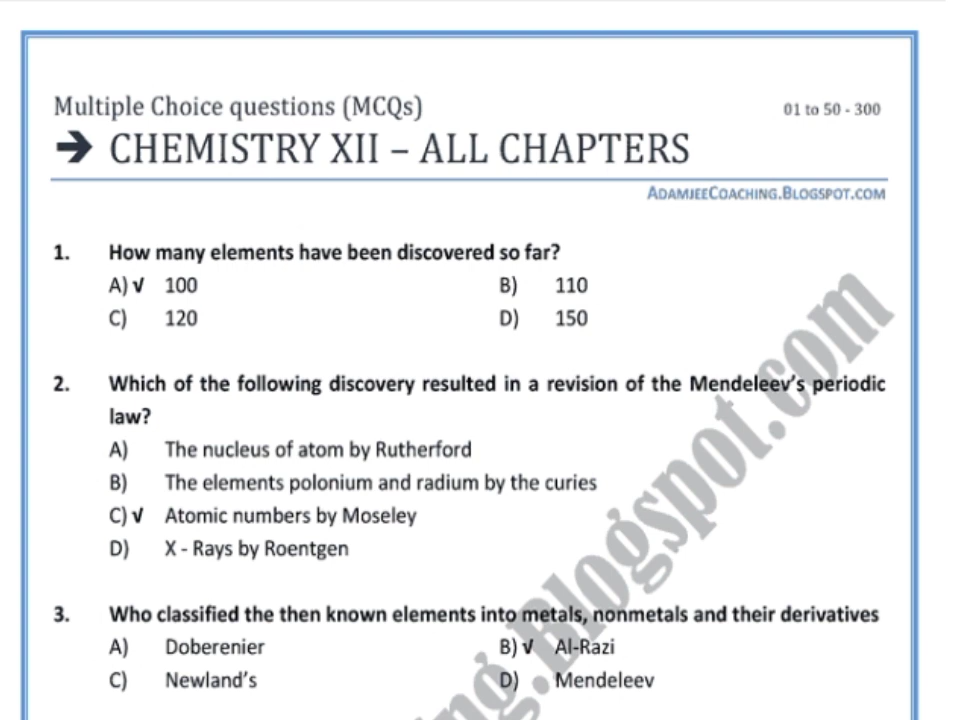 Multiple Choice questions (MCQs) 01 to 50 - 300
➔ CHEMISTRY XII – ALL CHAPTERS
ADAMJEECOACHING.BLOGSPOT.COM
1. How many elements have been discovered so far?
A) √ 100 B) 110
C) 120 D) 150
2. Which of the following discovery resulted in a revision of the Mendeleev’s periodic
law?
A) The nucleus of atom by Rutherford
B) The elements polonium and radium by the curies
C) √ Atomic numbers by Moseley
D) X - Rays by Roentgen
3. Who classified the then known elements into metals, nonmetals and their derivatives
A) Doberenier B) √ Al-Razi
C) Newland’s D) Mendeleev
ng.Blogspot.com